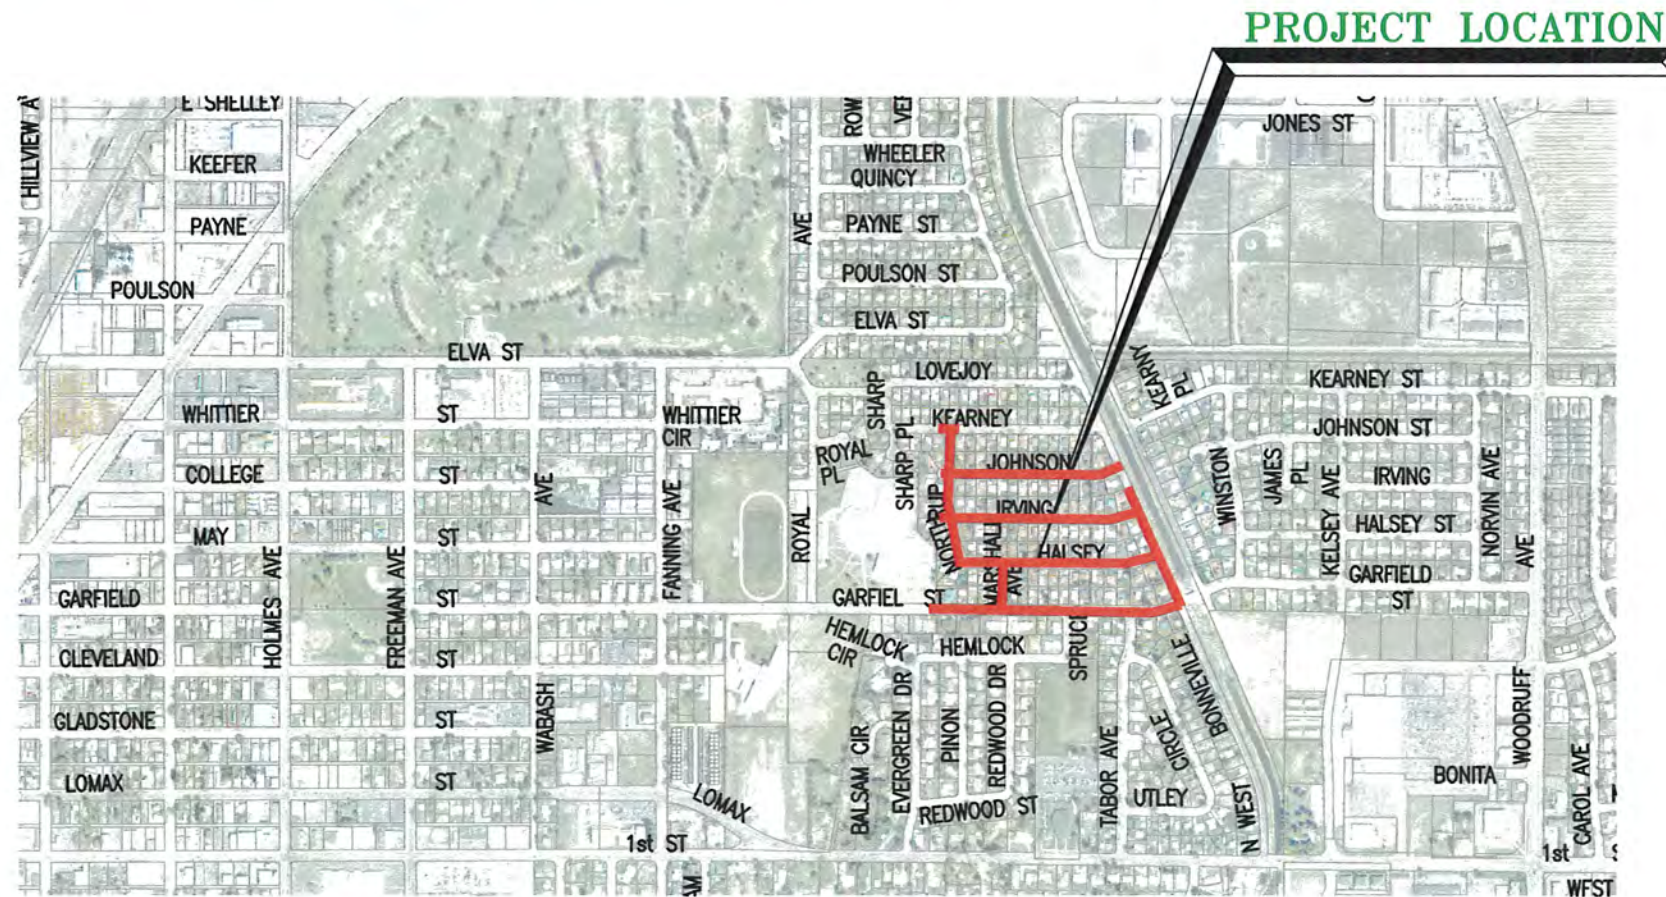 PROJECT LOCATION
E SHELLEY
HILLVIEW
KEEFER
PAYNE
POULSON
ROW
WHEELER
QUINCY
AVE
PAYNE ST
POULSON ST
ELVA ST
JONES ST
ELVA ST
LOVEJOY
KEARNY
PL
KEARNEY ST
WHITTIER
ST
WHITTIER
CIR
SHARP
KEARNEY
JOHNSON ST
COLLEGE
ST
AVE
FANNING AVE
ROYAL
PL
SHARP PL
JOHNSON
WINSTON
JAMES
PL
IRVING
NORVIN AVE
MAY
ST
ROYAL
NORTHRUP
IRVING
HALSEY ST
KELSEY AVE
HOLMES AVE
FREEMAN AVE
MARSHALL
AVE
HALSEY
GARFIELD
ST
AVE
GARFIELD
ST
GARFIEL ST
CLEVELAND
ST
HEMLOCK
CIR
HEMLOCK
SPRUCE
BONNEVILLE
GLADSTONE
ST
WABASH
BALSAM CIR
EVERGREEN DR
PINON
REDWOOD DR
TABOR AVE
CIRCLE
WOODRUFF
LOMAX
ST
LOMAX
REDWOOD ST
UTLEY
N WEST
BONITA
CAROL AVE
1st ST
1st
WEST